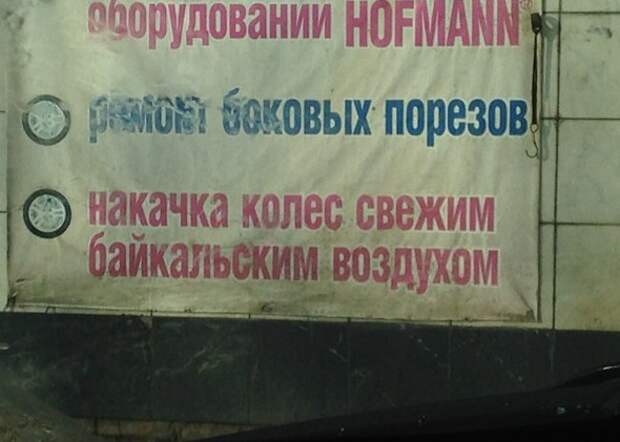 оборудовании HOFMANN®
ремонт боковых порезов
накачка колес свежим
байкальским воздухом